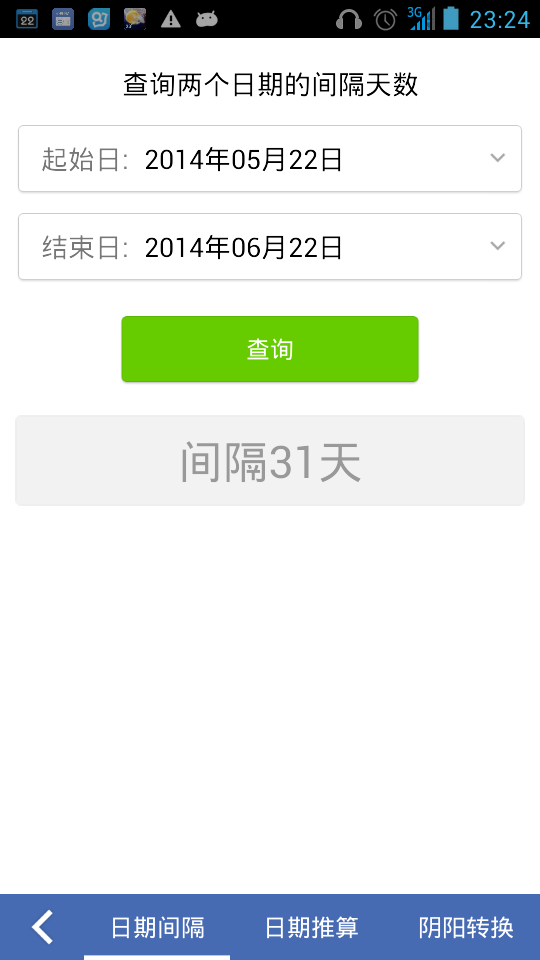 22
3G
23:24
查询两个日期的间隔天数
起始日: 2014年05月22日
结束日: 2014年06月22日
查询
间隔31天
日期间隔 日期推算 阴阳转换